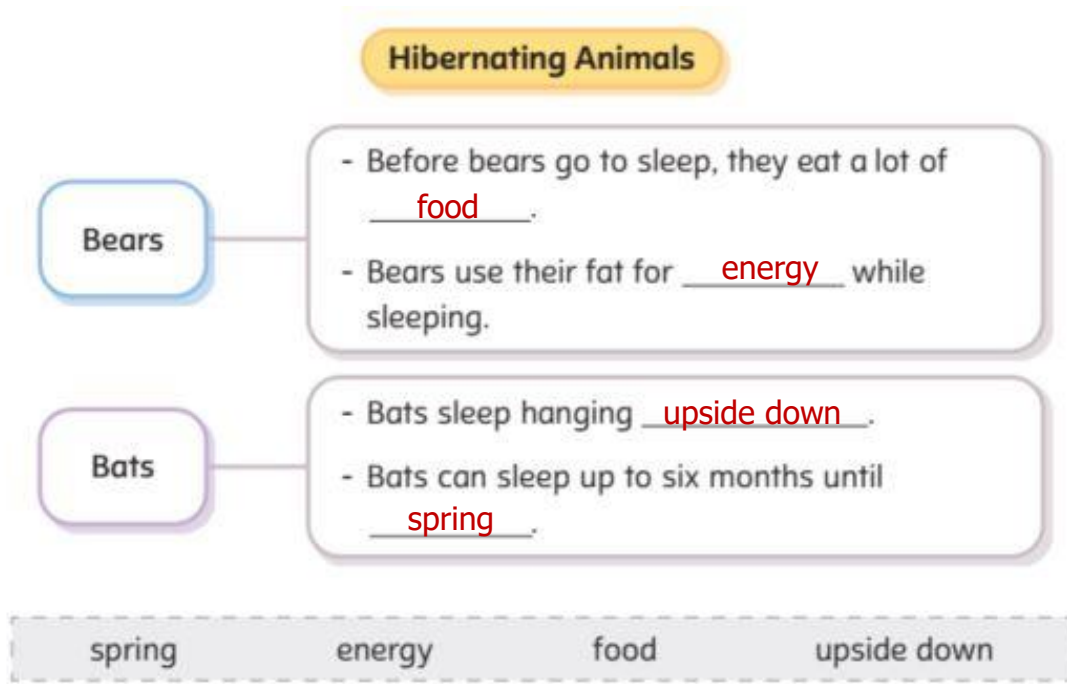 Hibernating Animals
Bears
- Before bears go to sleep, they eat a lot of
food.
- Bears use their fat for energy while
sleeping.
Bats
- Bats sleep hanging upside down.
- Bats can sleep up to six months until
spring.
spring energy food upside down